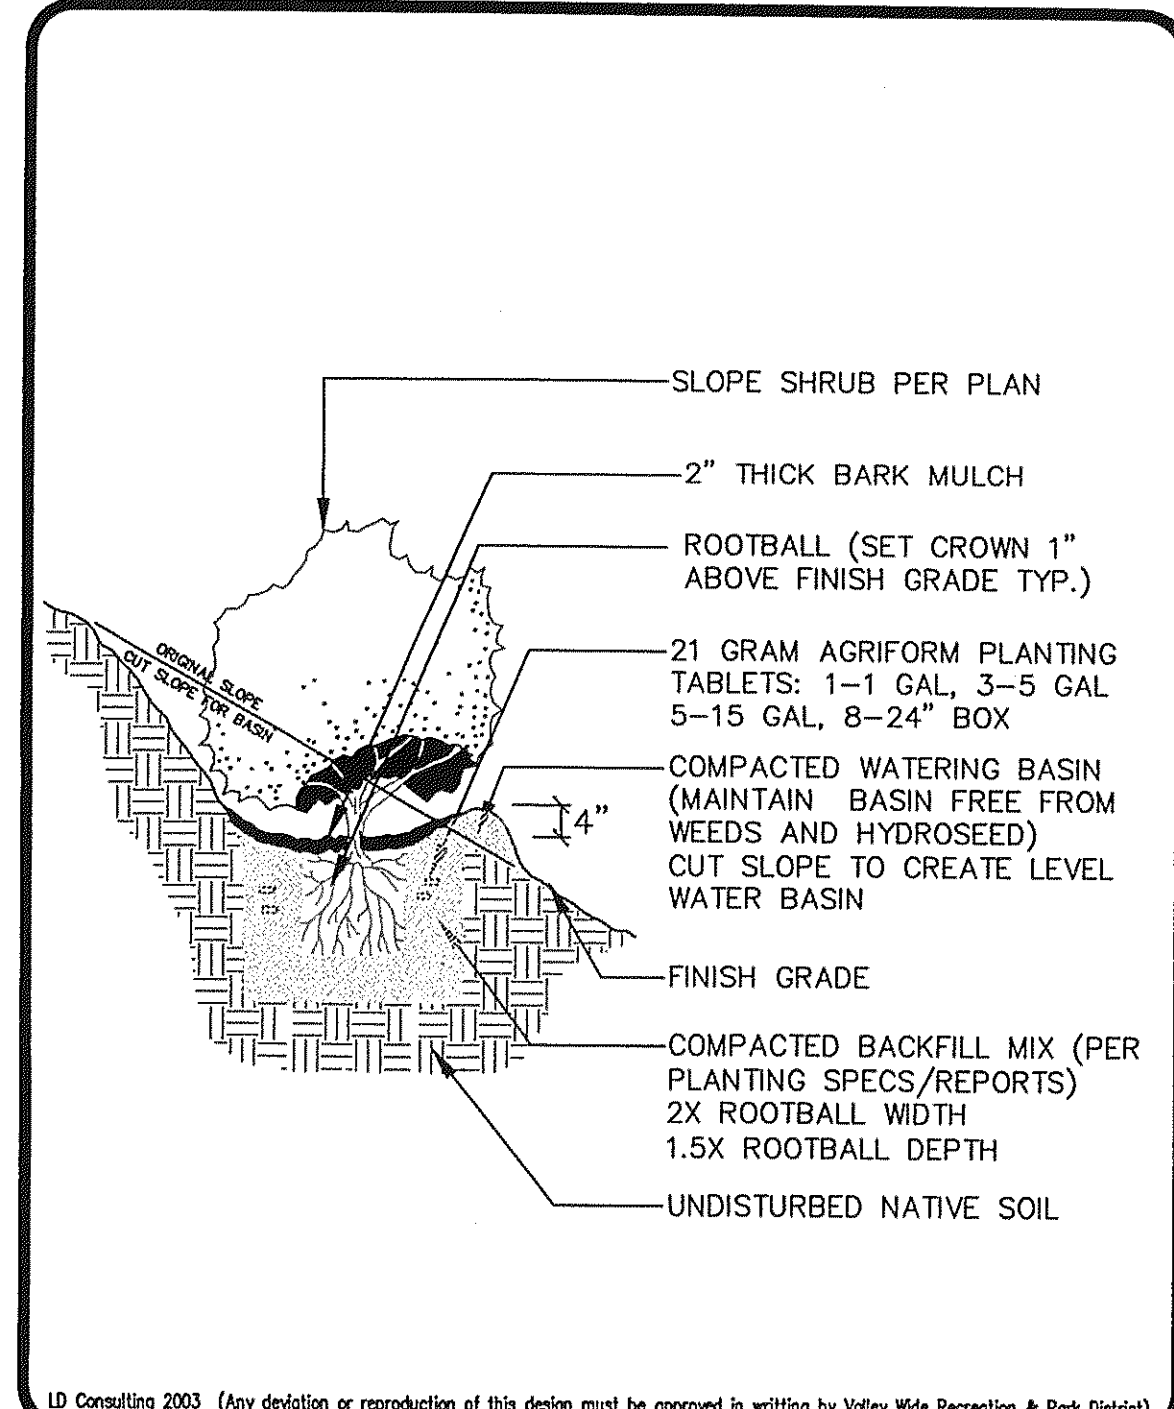 SLOPE SHRUB PER PLAN
2" THICK BARK MULCH
ROOTBALL (SET CROWN 1"
ABOVE FINISH GRADE TYP.)
21 GRAM AGRIFORM PLANTING
TABLETS: 1-1 GAL, 3-5 GAL
5-15 GAL, 8-24" BOX
ORIGINAL SLOPE
CUT SLOPE FOR BASIN
COMPACTED WATERING BASIN
(MAINTAIN BASIN FREE FROM
WEEDS AND HYDROSEED)
CUT SLOPE TO CREATE LEVEL
WATER BASIN
4"
FINISH GRADE
COMPACTED BACKFILL MIX (PER
PLANTING SPECS/REPORTS)
2X ROOTBALL WIDTH
1.5X ROOTBALL DEPTH
UNDISTURBED NATIVE SOIL
LD Consulting 2003 (Any deviation or reproduction of this design must be approved in writting by Valley Wide Recreation & Park District)